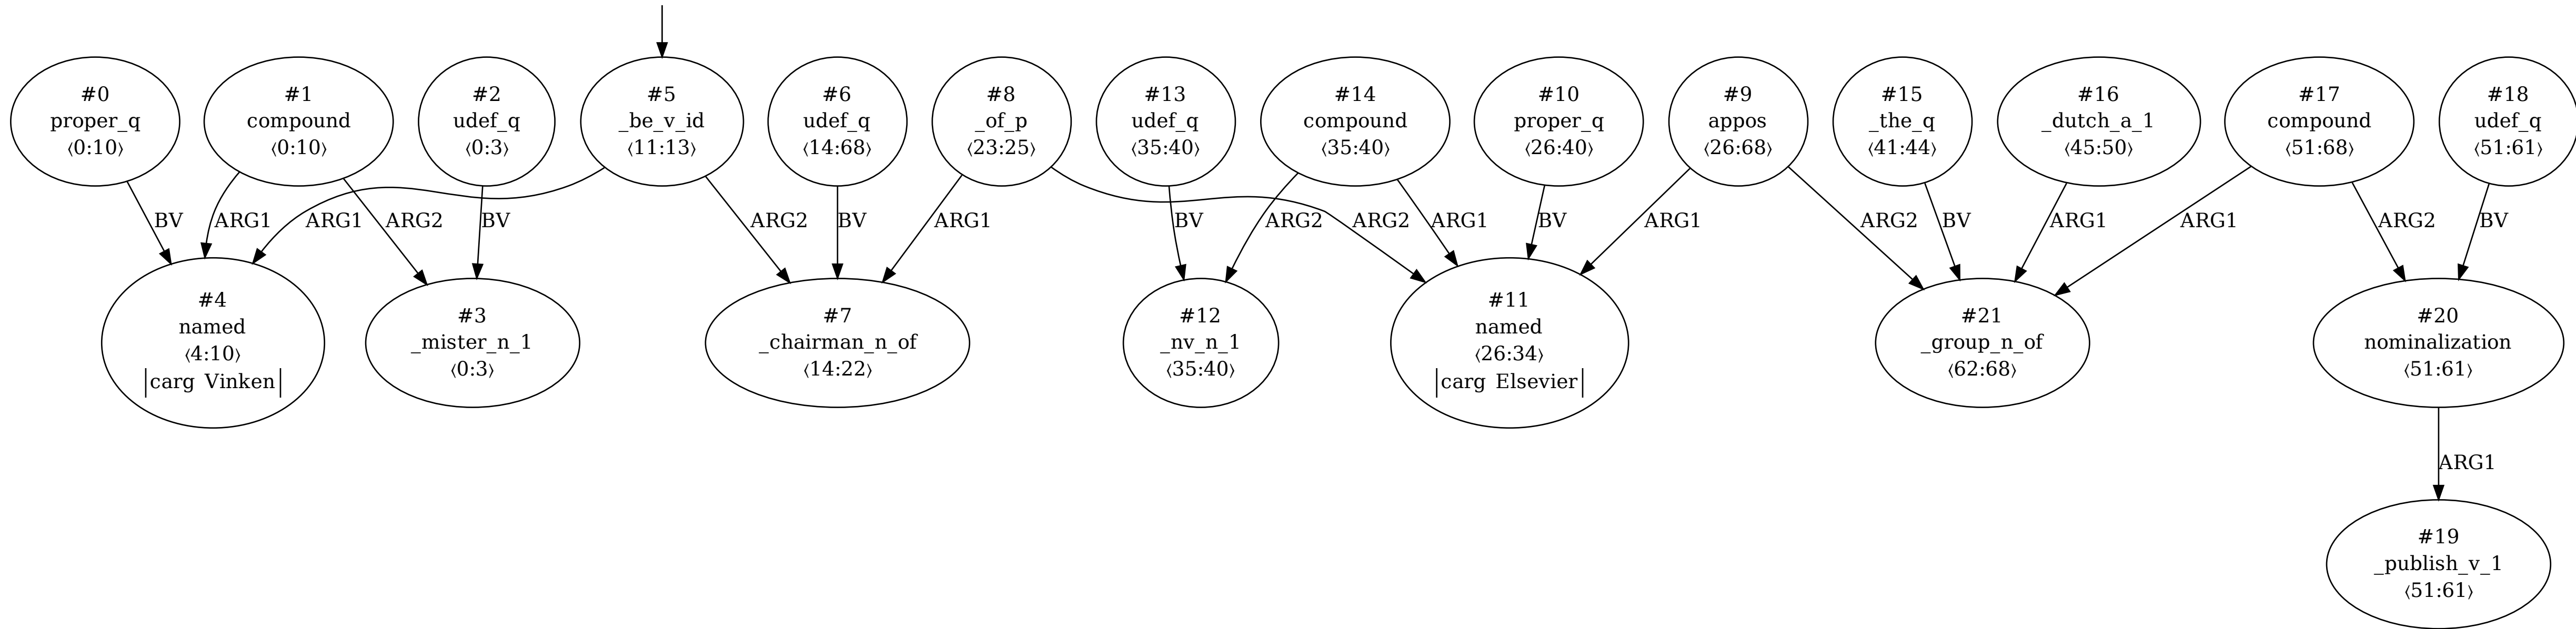 #0
proper_q
⟨0:10⟩
#1
compound
⟨0:10⟩
#2
udef_q
⟨0:3⟩
#5
_be_v_id
⟨11:13⟩
#6
udef_q
⟨14:68⟩
#8
_of_p
⟨23:25⟩
#13
udef_q
⟨35:40⟩
#14
compound
⟨35:40⟩
#10
proper_q
⟨26:40⟩
#9
appos
⟨26:68⟩
#15
_the_q
⟨41:44⟩
#16
_dutch_a_1
⟨45:50⟩
#17
compound
⟨51:68⟩
#18
udef_q
⟨51:61⟩
BV
ARG1
ARG1
ARG2
BV
ARG2
BV
ARG1
BV
ARG2
ARG2
ARG1
BV
ARG1
ARG2
BV
ARG1
ARG1
ARG2
BV
#4
named
⟨4:10⟩
|carg Vinken|
#3
_mister_n_1
⟨0:3⟩
#7
_chairman_n_of
⟨14:22⟩
#12
_nv_n_1
⟨35:40⟩
#11
named
⟨26:34⟩
|carg Elsevier|
#21
_group_n_of
⟨62:68⟩
#20
nominalization
⟨51:61⟩
ARG1
#19
_publish_v_1
⟨51:61⟩